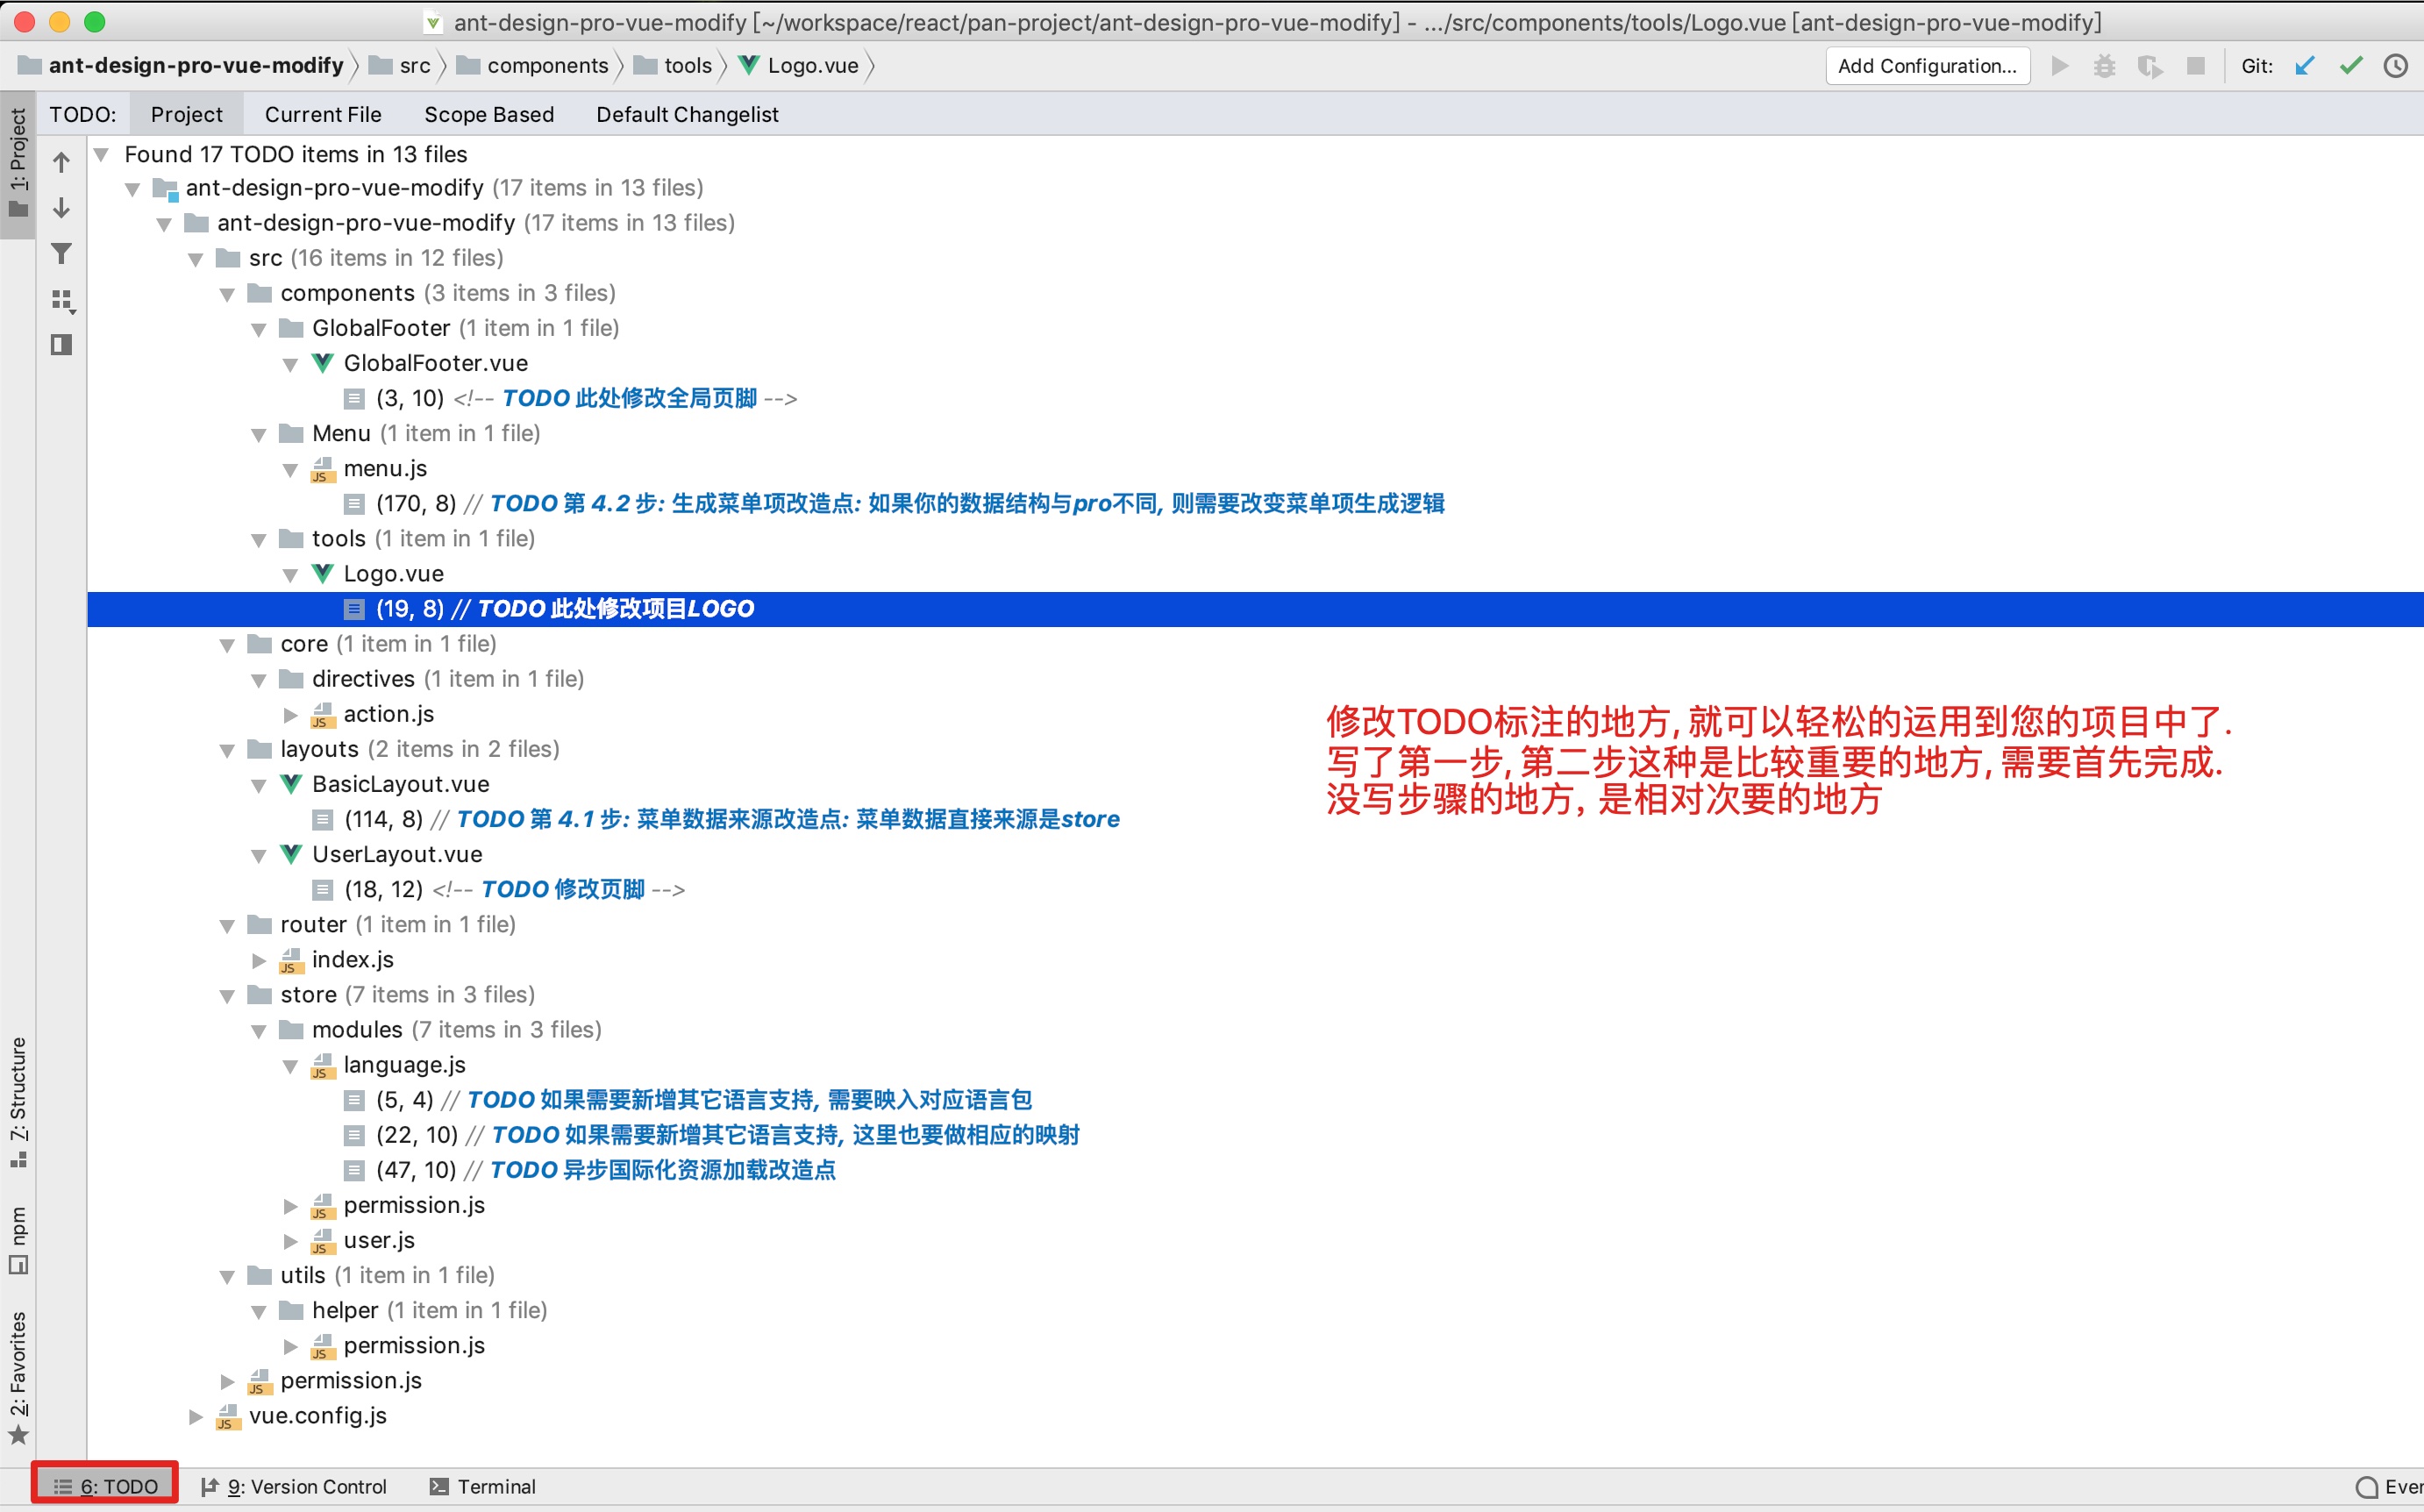 ant-design-pro-vue-modify [~/workspace/react/pan-project/ant-design-pro-vue-modify] - .../src/components/tools/Logo.vue [ant-design-pro-vue-modify]
ant-design-pro-vue-modify src components tools Logo.vue Add Configuration... Git:
TODO: Project Current File Scope Based Default Changelist
1: Project
Found 17 TODO items in 13 files
ant-design-pro-vue-modify (17 items in 13 files)
ant-design-pro-vue-modify (17 items in 13 files)
src (16 items in 12 files)
components (3 items in 3 files)
GlobalFooter (1 item in 1 file)
GlobalFooter.vue
(3, 10) <!-- TODO 此处修改全局页脚 -->
Menu (1 item in 1 file)
JS menu.js
(170, 8) // TODO 第 4.2 步: 生成菜单项改造点: 如果你的数据结构与pro不同, 则需要改变菜单项生成逻辑
tools (1 item in 1 file)
Logo.vue
(19, 8) // TODO 此处修改项目LOGO
core (1 item in 1 file)
directives (1 item in 1 file)
JS action.js
layouts (2 items in 2 files)
BasicLayout.vue
(114, 8) // TODO 第 4.1 步: 菜单数据来源改造点: 菜单数据直接来源是store
UserLayout.vue
(18, 12) <!-- TODO 修改页脚 -->
router (1 item in 1 file)
JS index.js
store (7 items in 3 files)
modules (7 items in 3 files)
JS language.js
(5, 4) // TODO 如果需要新增其它语言支持, 需要映入对应语言包
(22, 10) // TODO 如果需要新增其它语言支持, 这里也要做相应的映射
(47, 10) // TODO 异步国际化资源加载改造点
JS permission.js
JS user.js
utils (1 item in 1 file)
helper (1 item in 1 file)
JS permission.js
JS permission.js
JS vue.config.js
修改TODO标注的地方, 就可以轻松的运用到您的项目中了.
写了第一步, 第二步这种是比较重要的地方, 需要首先完成.
没写步骤的地方, 是相对次要的地方
7: Structure
npm
2: Favorites
6: TODO 9: Version Control Terminal Ever